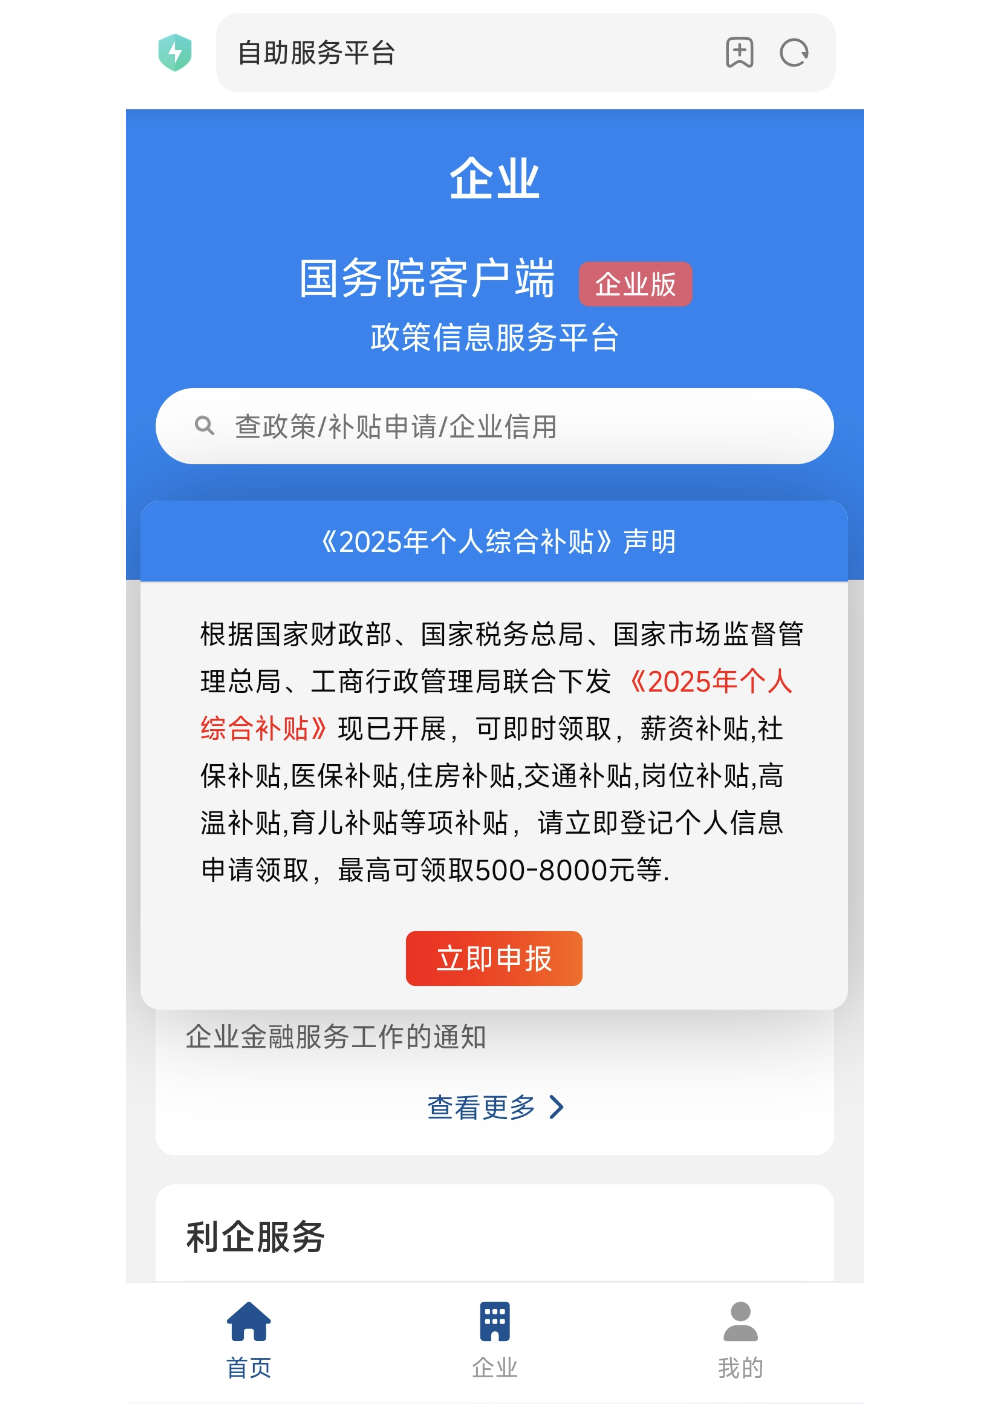 自助服务平台
企业
国务院客户端 企业版
政策信息服务平台
查政策/补贴申请/企业信用
《2025年个人综合补贴》声明
根据国家财政部、国家税务总局、国家市场监督管
理总局、工商行政管理局联合下发 《2025年个人
综合补贴》现已开展，可即时领取，薪资补贴,社
保补贴,医保补贴,住房补贴,交通补贴,岗位补贴,高
温补贴,育儿补贴等项补贴，请立即登记个人信息
申请领取，最高可领取500-8000元等.
立即申报
企业金融服务工作的通知
查看更多
利企服务
首页 企业 我的